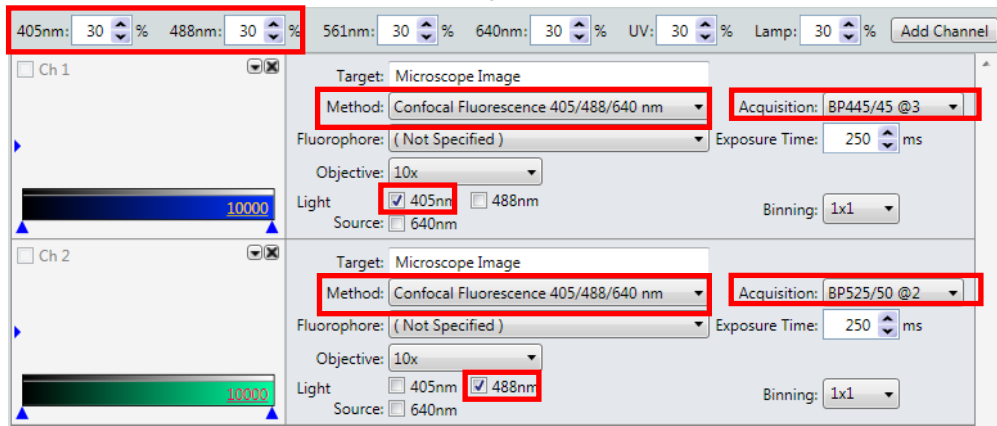 405nm: 30 % 488nm: 30 % 561nm: 30 % 640nm: 30 % UV: 30 % Lamp: 30 % Add Channel
Ch 1
Target: Microscope Image
Method: Confocal Fluorescence 405/488/640 nm Acquisition: BP445/45 @3
Fluorophore: ( Not Specified ) Exposure Time: 250 ms
Objective: 10x
10000
Light Source: 405nm 488nm
640nm
Binning: 1x1
Ch 2
Target: Microscope Image
Method: Confocal Fluorescence 405/488/640 nm Acquisition: BP525/50 @2
Fluorophore: ( Not Specified ) Exposure Time: 250 ms
Objective: 10x
10000
Light Source: 405nm 488nm
640nm
Binning: 1x1